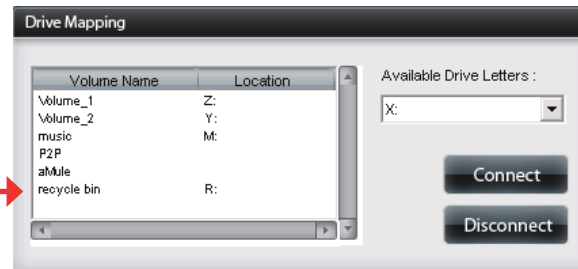 Drive Mapping
Volume Name Location
Volume_1 Z:
Volume_2 Y:
music M:
P2P
aMule
recycle bin R:
Available Drive Letters :
X:
Connect
Disconnect